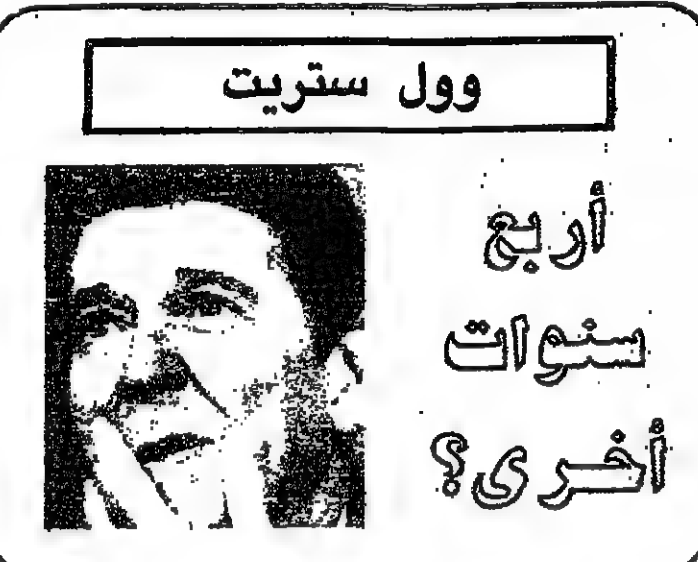 وول ستريت
أربع
سنوات
أخرى؟